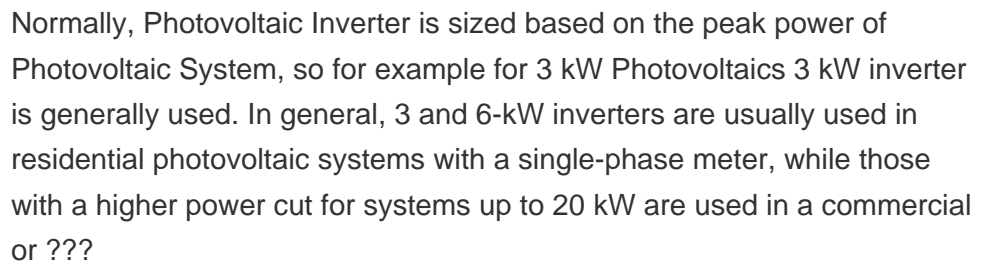 Normally, Photovoltaic Inverter is sized based on the peak power of
Photovoltaic System, so for example for 3 kW Photovoltaics 3 kW inverter
is generally used. In general, 3 and 6-kW inverters are usually used in
residential photovoltaic systems with a single-phase meter, while those
with a higher power cut for systems up to 20 kW are used in a commercial
or ???